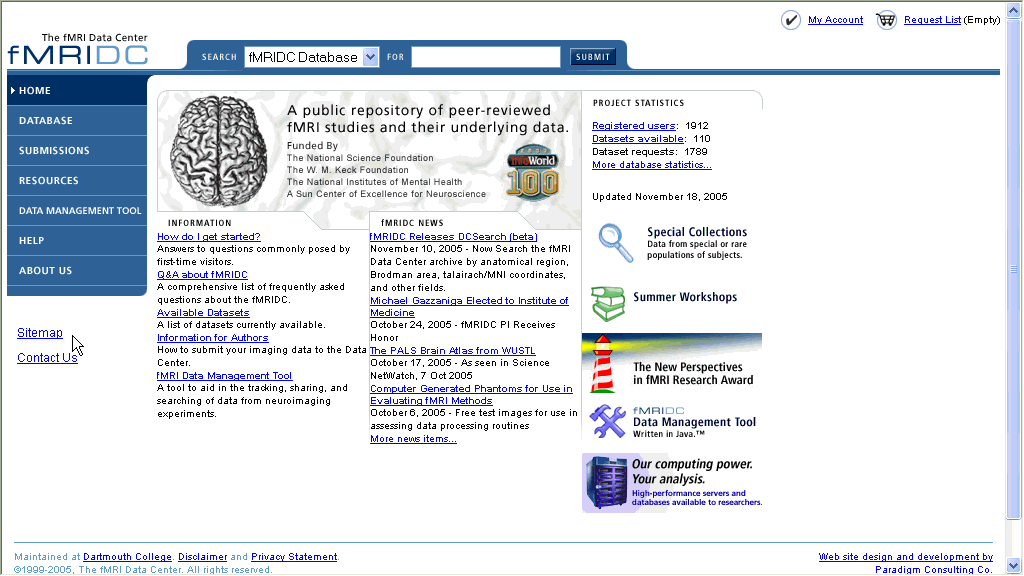 My Account Request List (Empty)
The fMRI Data Center
fMRIDC
SEARCH fMRIDC Database FOR SUBMIT
HOME
DATABASE
SUBMISSIONS
RESOURCES
DATA MANAGEMENT TOOL
HELP
ABOUT US
Sitemap
Contact Us
A public repository of peer-reviewed
fMRI studies and their underlying data.
Funded By
The National Science Foundation
The W. M. Keck Foundation
The National Institutes of Mental Health
A Sun Center of Excellence for Neuroscience
InfoWorld
100
INFORMATION
How do I get started?
Answers to questions commonly posed by
first-time visitors.
Q&A about fMRIDC
A comprehensive list of frequently asked
questions about the fMRIDC.
Available Datasets
A list of datasets currently available.
Information for Authors
How to submit your imaging data to the Data
Center.
fMRI Data Management Tool
A tool to aid in the tracking, sharing, and
searching of data from neuroimaging
experiments.
fMRIDC NEWS
fMRIDC Releases DCSearch (beta)
November 10, 2005 - Now Search the fMRI
Data Center archive by anatomical region,
Brodman area, talairach/MNI coordinates,
and other fields.
Michael Gazzaniga Elected to Institute of
Medicine
October 24, 2005 - fMRIDC PI Receives
Honor
The PALS Brain Atlas from WUSTL
October 17, 2005 - As seen in Science
NetWatch, 7 Oct 2005
Computer Generated Phantoms for Use in
Evaluating fMRI Methods
October 6, 2005 - Free test images for use in
assessing data processing routines
More news items...
PROJECT STATISTICS
Registered users: 1912
Datasets available: 110
Dataset requests: 1789
More database statistics...
Updated November 18, 2005
Special Collections
Data from special or rare
populations of subjects.
Summer Workshops
The New Perspectives
in fMRI Research Award
fMRIDC
Data Management Tool
Written in Java.™
Our computing power.
Your analysis.
High-performance servers and
databases available to researchers.
Maintained at Dartmouth College. Disclaimer and Privacy Statement.
©1999-2005, The fMRI Data Center. All rights reserved.
Web site design and development by
Paradigm Consulting Co.